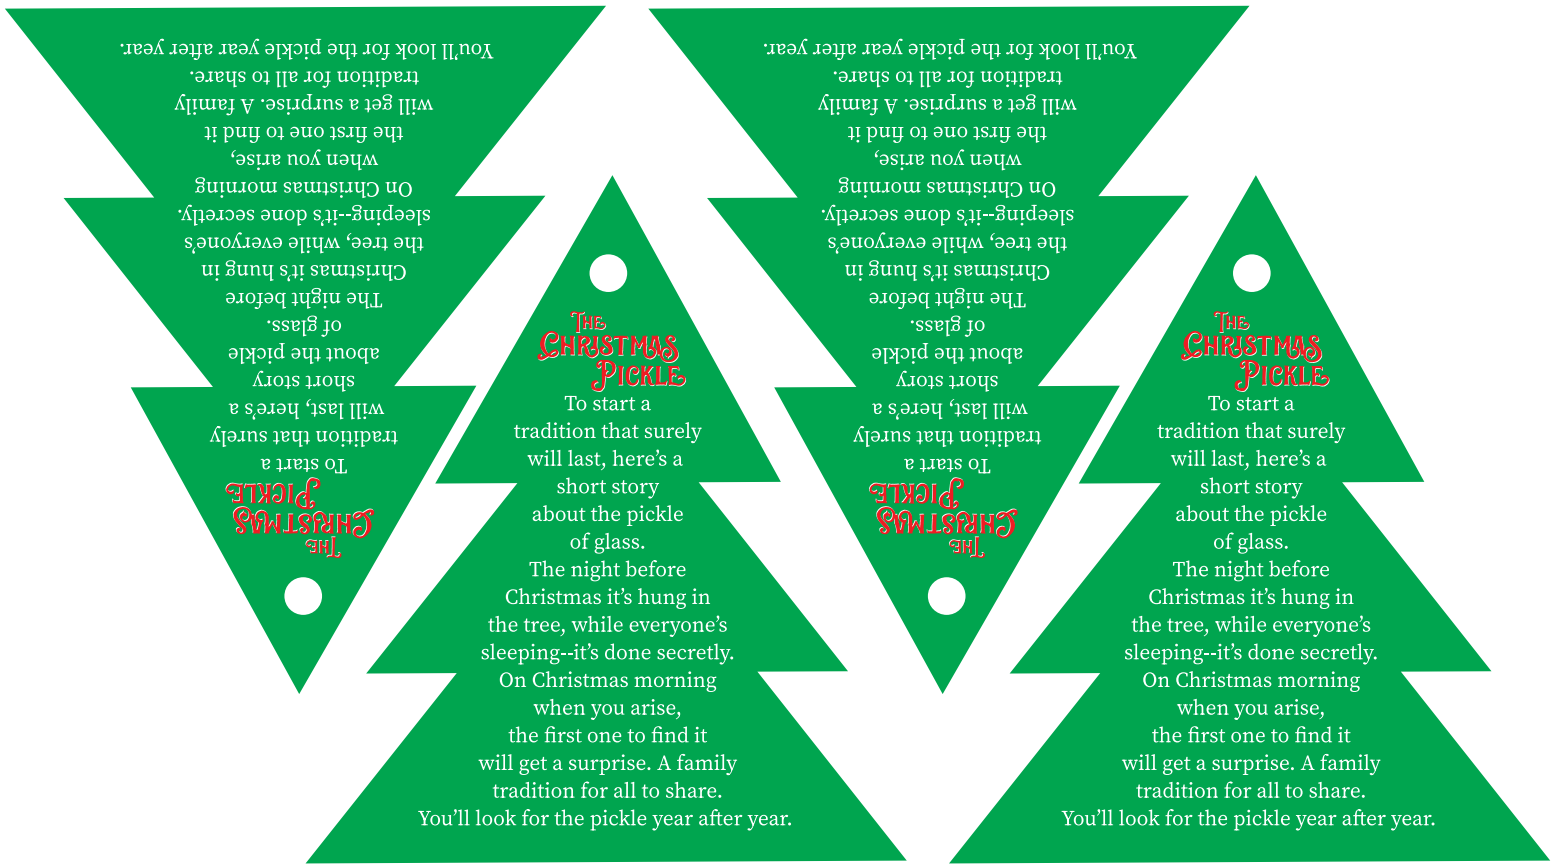 You'll look for the pickle year after year.
tradition for all to share.
will get a surprise. A family
the first one to find it
when you arise,
On Christmas morning
sleeping--it's done secretly.
the tree, while everyone's
Christmas it's hung in
The night before
of glass.
about the pickle
short story
will last, here's a
tradition that surely
To start a
PICKLE
CHRISTMAS
THE
THE
CHRISTMAS
PICKLE
To start a
tradition that surely
will last, here's a
short story
about the pickle
of glass.
The night before
Christmas it's hung in
the tree, while everyone's
sleeping--it's done secretly.
On Christmas morning
when you arise,
the first one to find it
will get a surprise. A family
tradition for all to share.
You'll look for the pickle year after year.
You'll look for the pickle year after year.
tradition for all to share.
will get a surprise. A family
the first one to find it
when you arise,
On Christmas morning
sleeping--it's done secretly.
the tree, while everyone's
Christmas it's hung in
The night before
of glass.
about the pickle
short story
will last, here's a
tradition that surely
To start a
PICKLE
CHRISTMAS
THE
THE
CHRISTMAS
PICKLE
To start a
tradition that surely
will last, here's a
short story
about the pickle
of glass.
The night before
Christmas it's hung in
the tree, while everyone's
sleeping--it's done secretly.
On Christmas morning
when you arise,
the first one to find it
will get a surprise. A family
tradition for all to share.
You'll look for the pickle year after year.